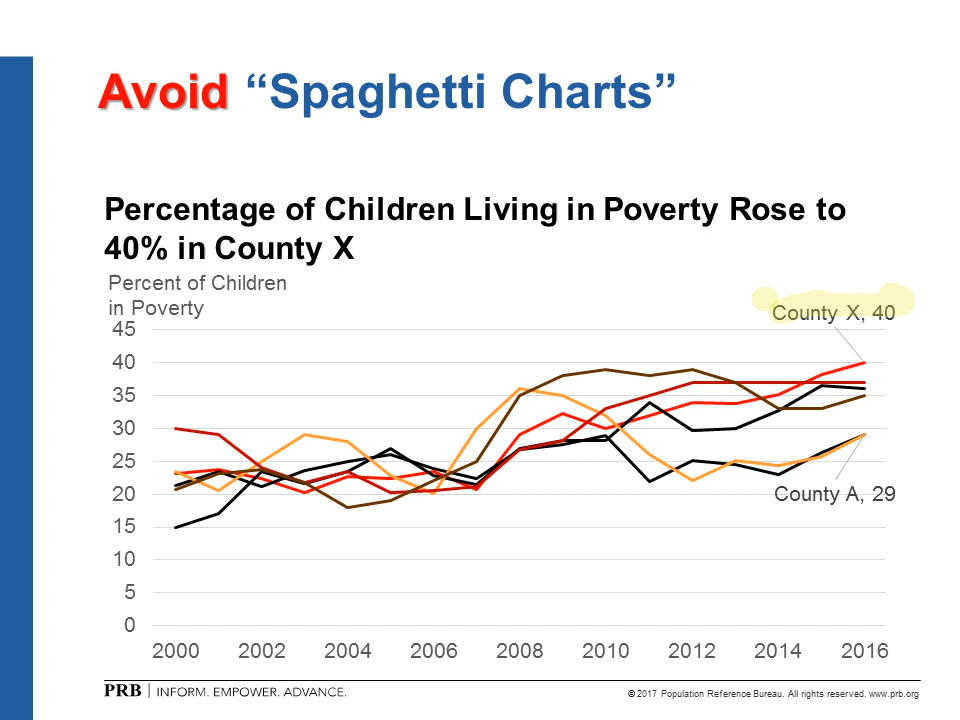 Avoid “Spaghetti Charts”
Percentage of Children Living in Poverty Rose to
40% in County X
Percent of Children
in Poverty
45
40
35
30
25
20
15
10
5
0
County X, 40
County A, 29
2000 2002 2004 2006 2008 2010 2012 2014 2016
PRB | INFORM. EMPOWER. ADVANCE.
© 2017 Population Reference Bureau. All rights reserved. www.prb.org